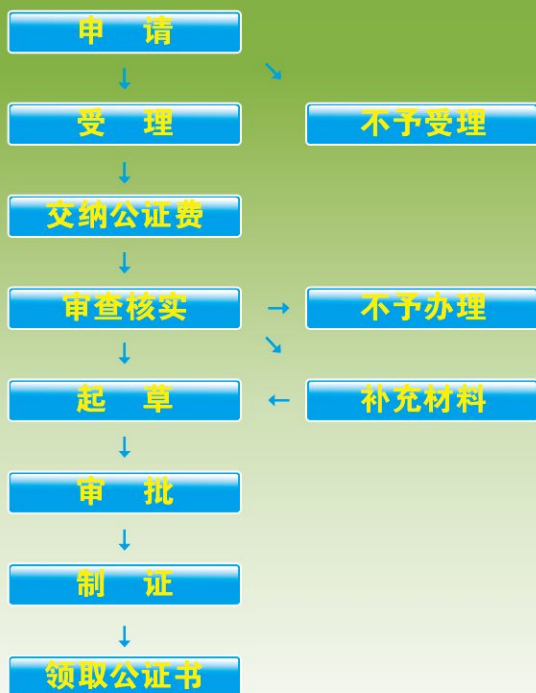 申 请
受 理
不予受理
交纳公证费
审查核实
不予办理
起 草
补充材料
审 批
制 证
领取公证书